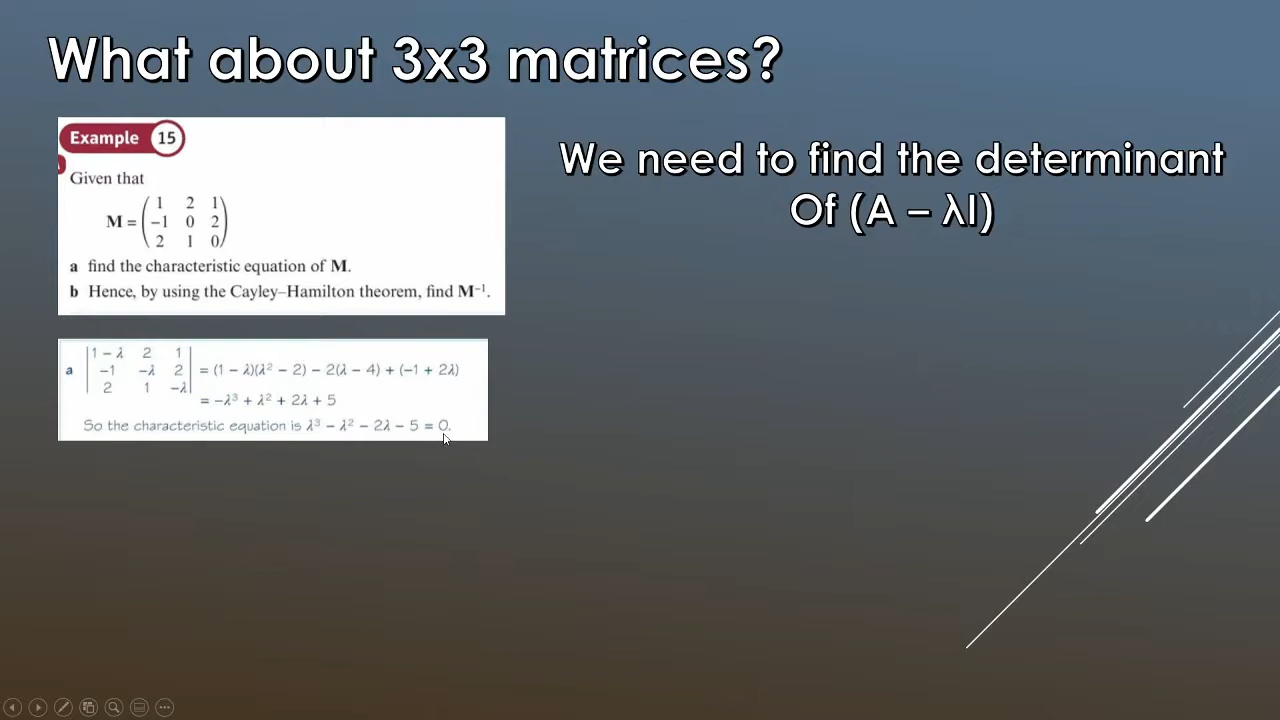 What about 3x3 matrices?
Example 15
Given that
M = ( 1 2 1
-1 0 2
2 1 0 )
a find the characteristic equation of M.
b Hence, by using the Cayley–Hamilton theorem, find M⁻¹.
We need to find the determinant
Of (A – λI)
a | 1 – λ 2 1
-1 -λ 2
2 1 -λ | = (1 – λ)(λ² – 2) – 2(λ – 4) + (-1 + 2λ)
= -λ³ + λ² + 2λ + 5
So the characteristic equation is λ³ – λ² – 2λ – 5 = 0.